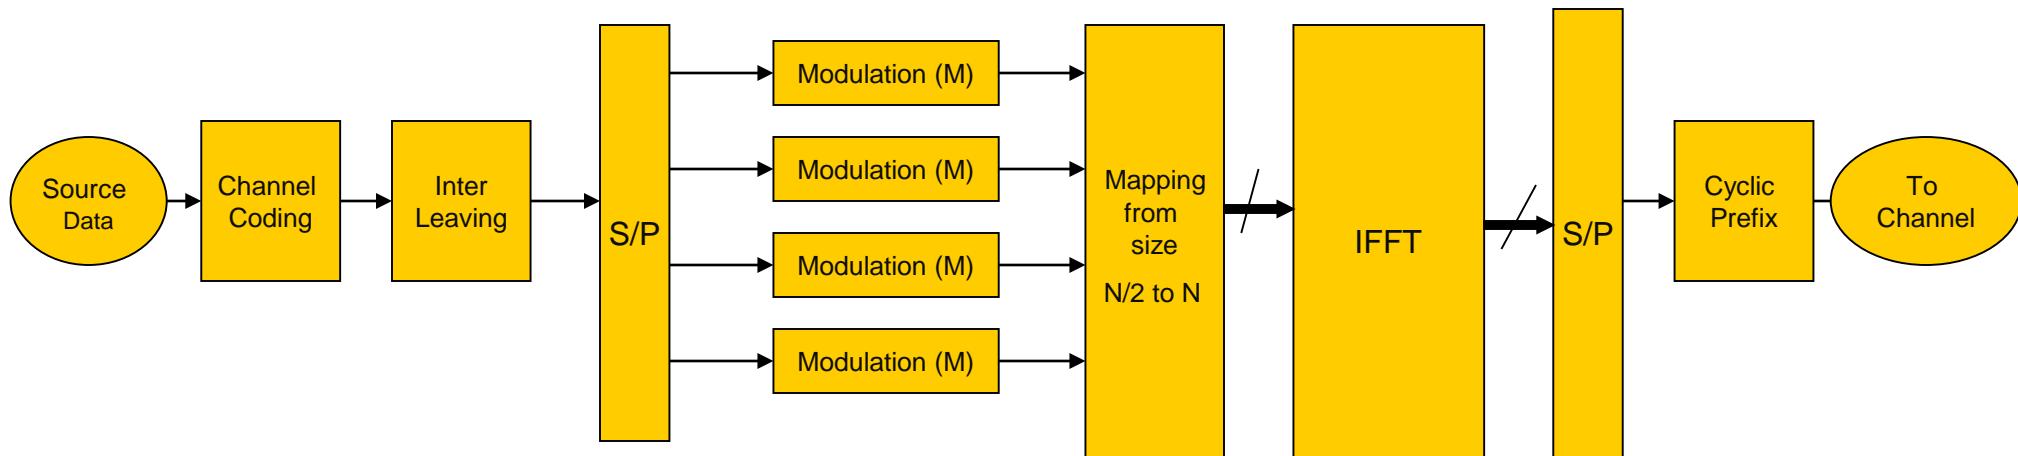 Source
Data
Channel
Coding
Inter
Leaving
S/P
Modulation (M)
Modulation (M)
Modulation (M)
Modulation (M)
Mapping
from
size
N/2 to N
IFFT
S/P
Cyclic
Prefix
To
Channel